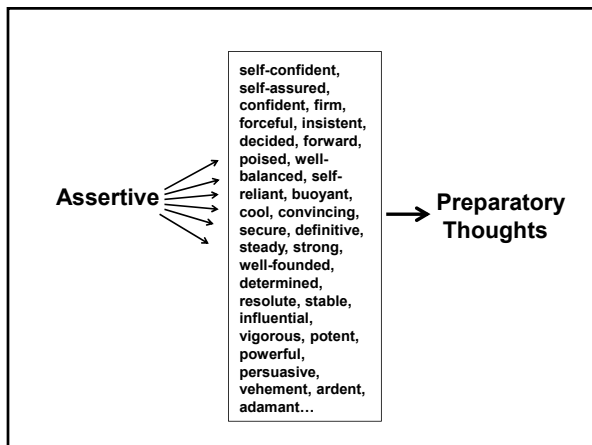 Assertive
self-confident,
self-assured,
confident, firm,
forceful, insistent,
decided, forward,
poised, well-
balanced, self-
reliant, buoyant,
cool, convincing,
secure, definitive,
steady, strong,
well-founded,
determined,
resolute, stable,
influential,
vigorous, potent,
powerful,
persuasive,
vehement, ardent,
adamant…
Preparatory
Thoughts